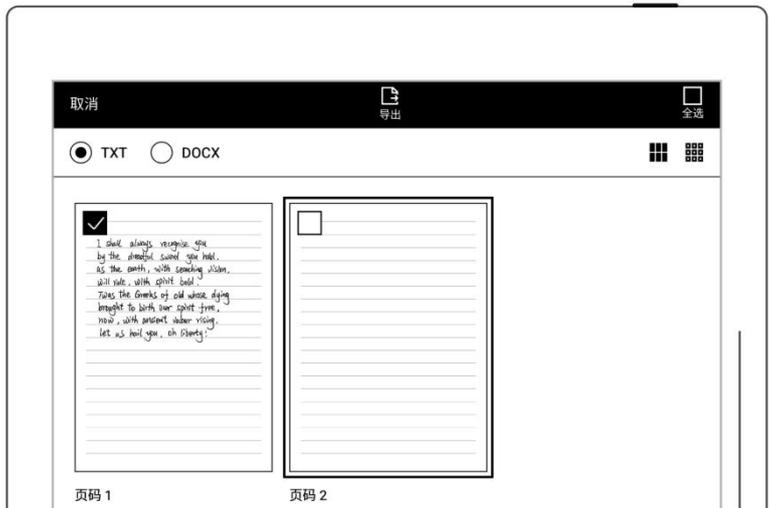 取消
导出
全选
TXT
DOCX
I shall always recognise you
by the dreadful sword you hold.
as the earth, with searching vision,
will rule, with spirit bold.
Twas the Greeks of old whose dying
brought to birth our spirit free,
now, with ancient valour rising.
let us hail you, oh liberty!
页码 1
页码 2